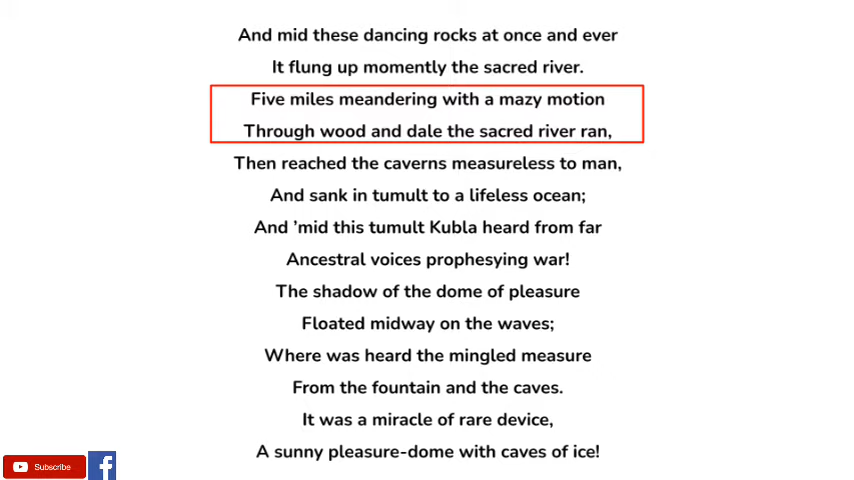 And mid these dancing rocks at once and ever
It flung up momently the sacred river.
Five miles meandering with a mazy motion
Through wood and dale the sacred river ran,
Then reached the caverns measureless to man,
And sank in tumult to a lifeless ocean;
And ’mid this tumult Kubla heard from far
Ancestral voices prophesying war!
The shadow of the dome of pleasure
Floated midway on the waves;
Where was heard the mingled measure
From the fountain and the caves.
It was a miracle of rare device,
A sunny pleasure-dome with caves of ice!
Subscribe